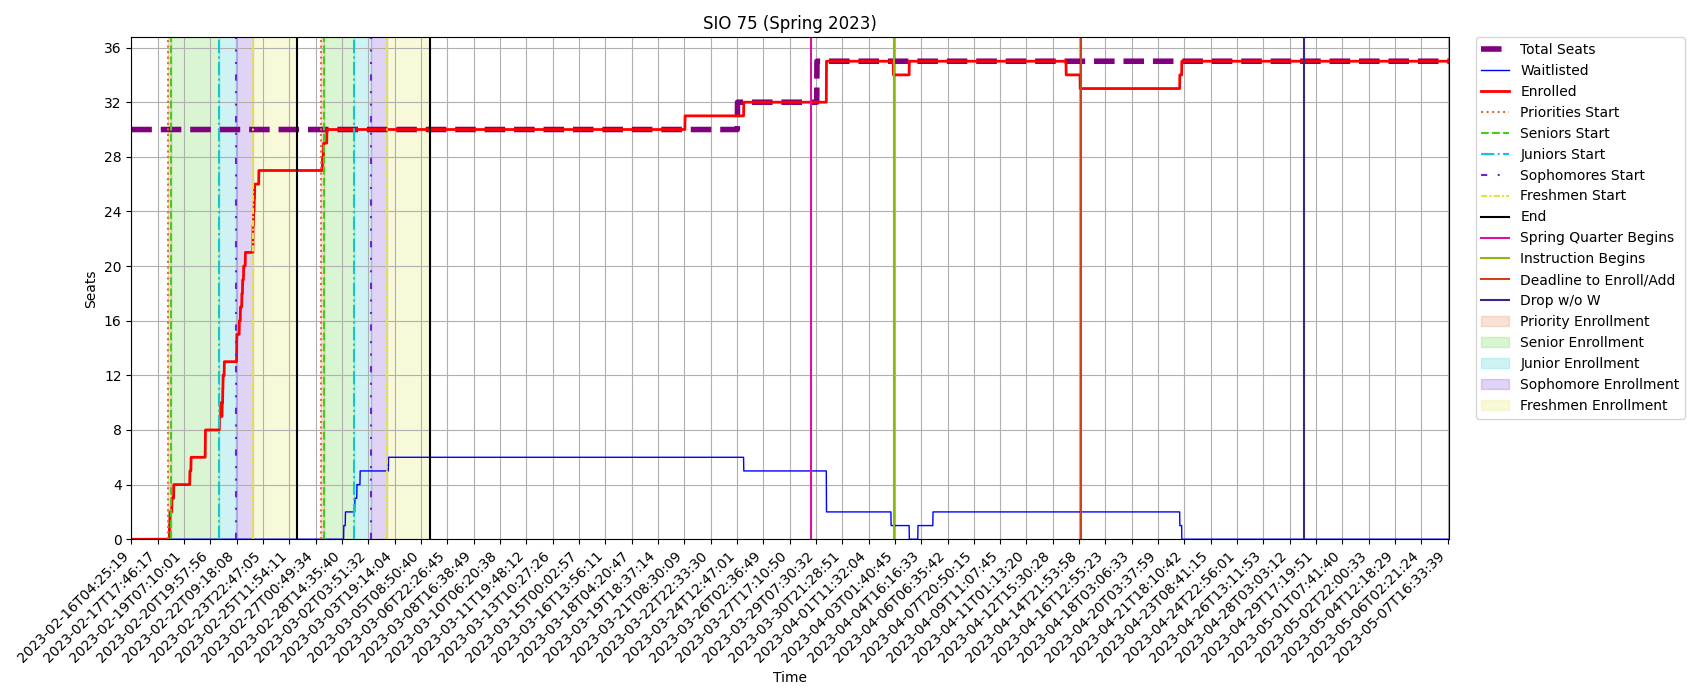 SIO 75 (Spring 2023)
36
32
28
24
20
16
12
8
4
0
Seats
2023-02-16T04:25:19
2023-02-17T17:46:17
2023-02-19T07:10:01
2023-02-20T19:57:56
2023-02-22T09:18:08
2023-02-23T22:47:05
2023-02-25T11:54:11
2023-02-27T00:49:34
2023-02-28T14:35:40
2023-03-02T03:51:32
2023-03-03T19:14:04
2023-03-05T08:50:40
2023-03-06T22:26:45
2023-03-08T16:38:49
2023-03-10T06:20:38
2023-03-11T19:48:12
2023-03-13T10:27:26
2023-03-15T00:02:57
2023-03-16T13:56:11
2023-03-18T04:20:47
2023-03-19T18:37:14
2023-03-21T08:30:09
2023-03-22T22:33:30
2023-03-24T12:47:01
2023-03-26T02:36:49
2023-03-27T17:10:50
2023-03-29T07:30:32
2023-03-30T21:28:51
2023-04-01T11:32:04
2023-04-03T01:40:45
2023-04-04T16:16:33
2023-04-06T06:35:42
2023-04-07T20:50:15
2023-04-09T11:07:45
2023-04-11T01:13:20
2023-04-12T15:30:28
2023-04-14T21:53:58
2023-04-16T12:55:23
2023-04-18T03:06:33
2023-04-20T03:37:59
2023-04-21T18:10:42
2023-04-23T08:41:15
2023-04-24T22:56:01
2023-04-26T13:11:53
2023-04-28T03:03:12
2023-04-29T17:19:51
2023-05-01T07:41:40
2023-05-02T22:00:33
2023-05-04T12:18:29
2023-05-06T02:21:24
2023-05-07T16:33:39
Time
Total Seats
Waitlisted
Enrolled
Priorities Start
Seniors Start
Juniors Start
Sophomores Start
Freshmen Start
End
Spring Quarter Begins
Instruction Begins
Deadline to Enroll/Add
Drop w/o W
Priority Enrollment
Senior Enrollment
Junior Enrollment
Sophomore Enrollment
Freshmen Enrollment